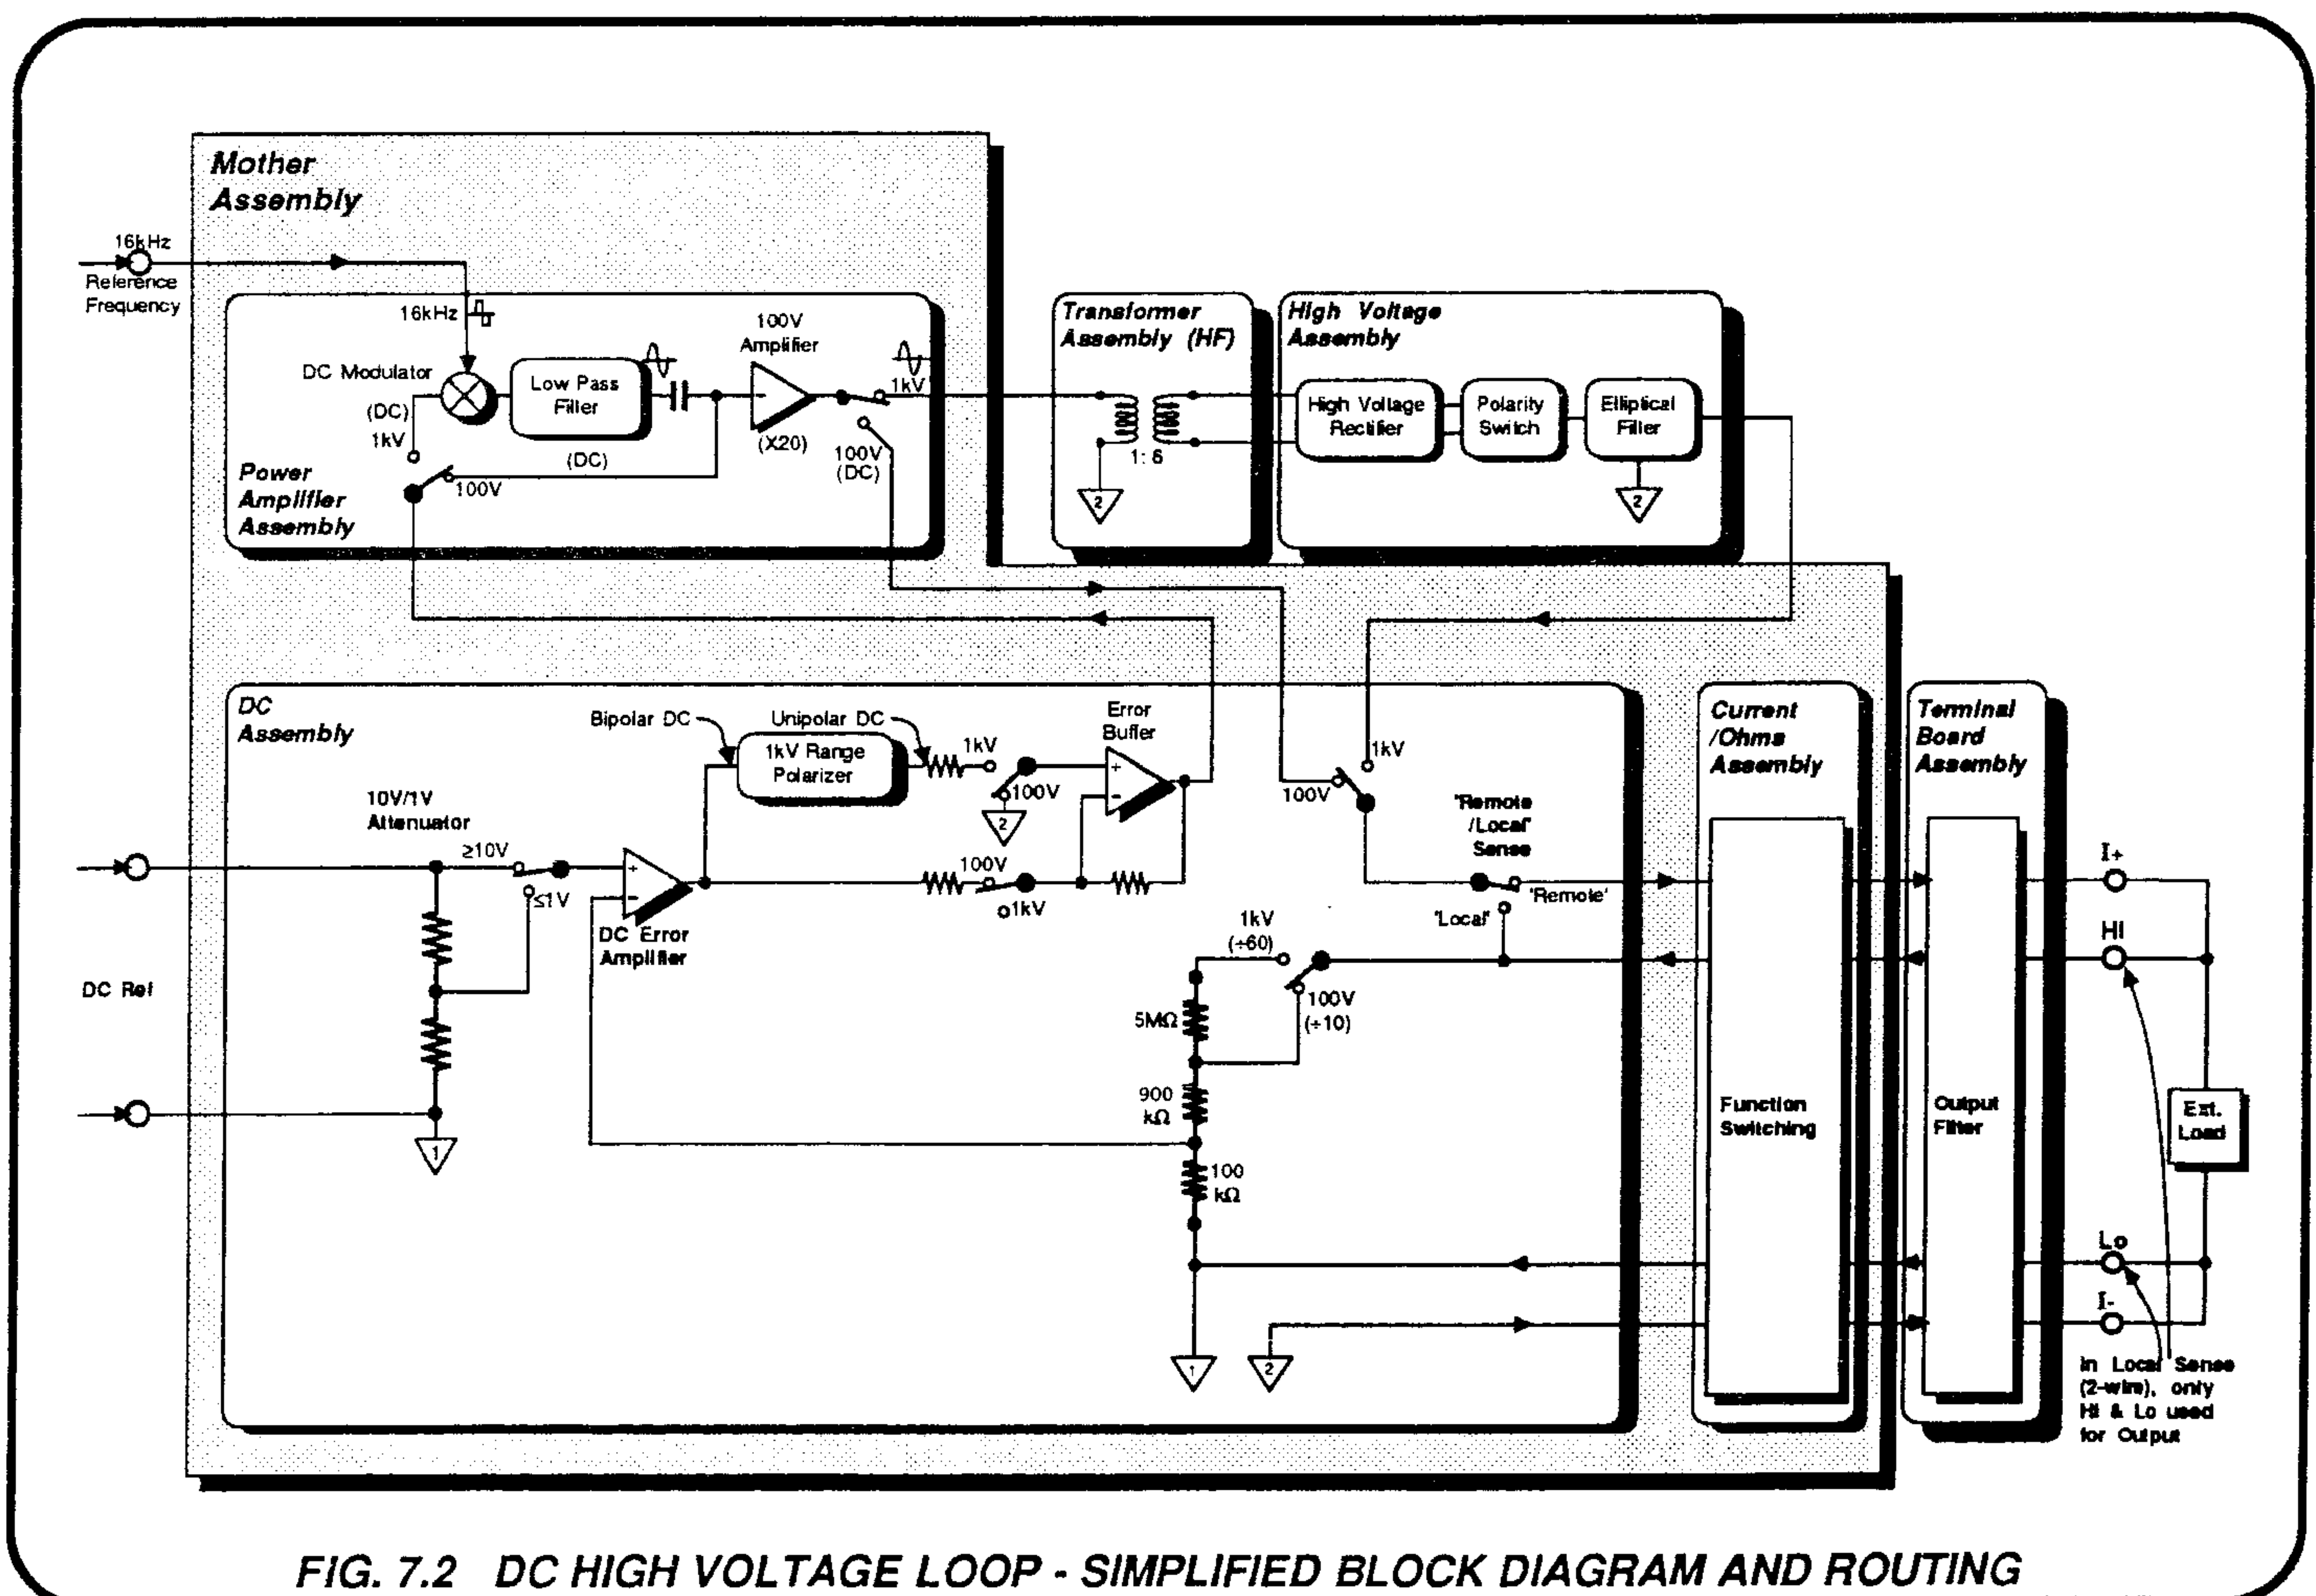 Mother
Assembly
16kHz
Reference
Frequency
16kHz
100V
Amplifier
DC Modulator
(DC)
1kV
Low Pass
Filter
(X20)
1kV
100V
(DC)
(DC)
100V
Power
Amplifier
Assembly
Transformer
Assembly (HF)
2
High Voltage
Assembly
High Voltage
Rectifier
Polarity
Switch
Elliptical
Filter
2
DC
Assembly
Bipolar DC
Unipolar DC
1kV Range
Polarizer
1kV
100V
2
Error
Buffer
+
−
10V/1V
Attenuator
≥10V
≤1V
+
−
DC Error
Amplifier
100V
1kV
DC Ref
1
1kV
100V
'Remote
/Local'
Sense
'Remote'
'Local'
1kV
(÷60)
100V
(÷10)
5MΩ
900
kΩ
100
kΩ
1
2
Current
/Ohms
Assembly
Function
Switching
Terminal
Board
Assembly
Output
Filter
I+
HI
Ext.
Load
Lo
I-
In Local Sense
(2-wire), only
Hi & Lo used
for Output
FIG. 7.2 DC HIGH VOLTAGE LOOP - SIMPLIFIED BLOCK DIAGRAM AND ROUTING